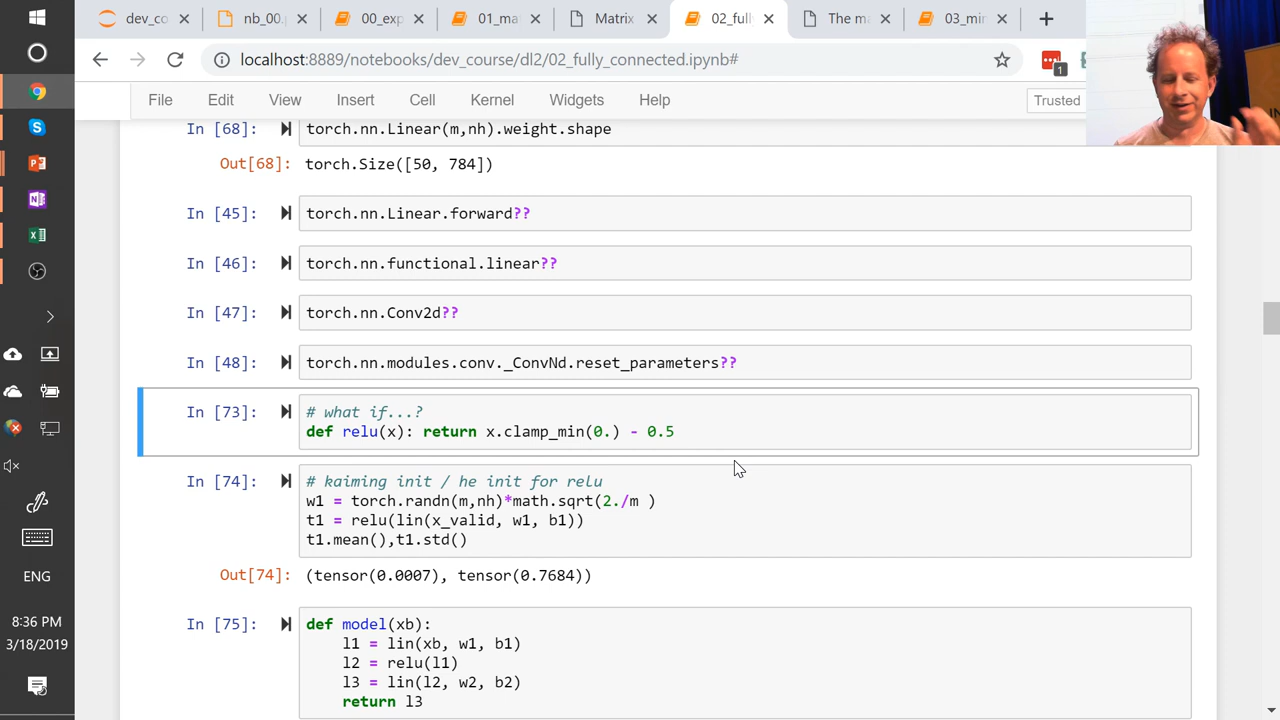 dev_co
nb_00.
00_exp
01_ma
Matrix
02_fully
The ma
03_mir
localhost:8889/notebooks/dev_course/dl2/02_fully_connected.ipynb#
1
File Edit View Insert Cell Kernel Widgets Help
Trusted
In [68]: torch.nn.Linear(m,nh).weight.shape
Out[68]: torch.Size([50, 784])
In [45]: torch.nn.Linear.forward??
In [46]: torch.nn.functional.linear??
In [47]: torch.nn.Conv2d??
In [48]: torch.nn.modules.conv._ConvNd.reset_parameters??
In [73]: # what if...?
def relu(x): return x.clamp_min(0.) - 0.5
In [74]: # kaiming init / he init for relu
w1 = torch.randn(m,nh)*math.sqrt(2./m )
t1 = relu(lin(x_valid, w1, b1))
t1.mean(),t1.std()
Out[74]: (tensor(0.0007), tensor(0.7684))
In [75]: def model(xb):
l1 = lin(xb, w1, b1)
l2 = relu(l1)
l3 = lin(l2, w2, b2)
return l3
ENG
8:36 PM
3/18/2019